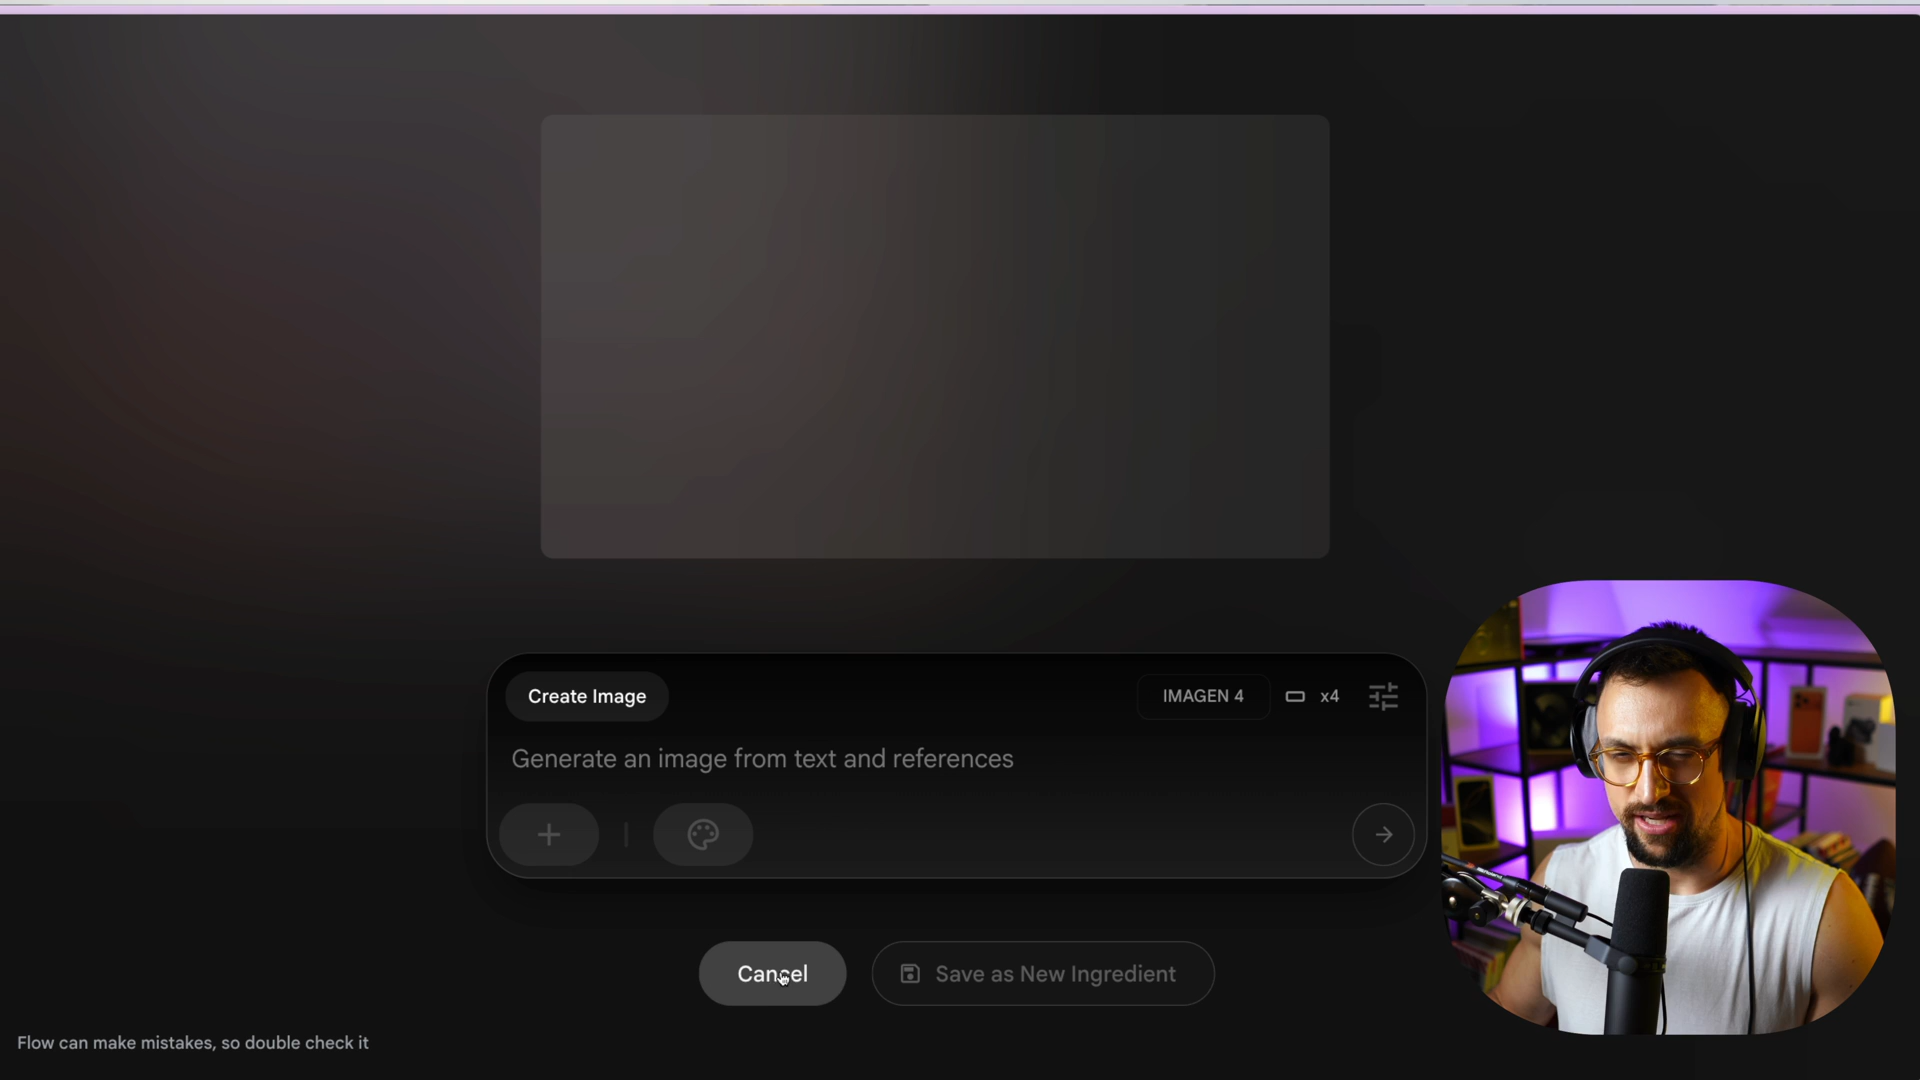 Create Image
IMAGEN 4
x4
Generate an image from text and references
Cancel
Save as New Ingredient
Flow can make mistakes, so double check it